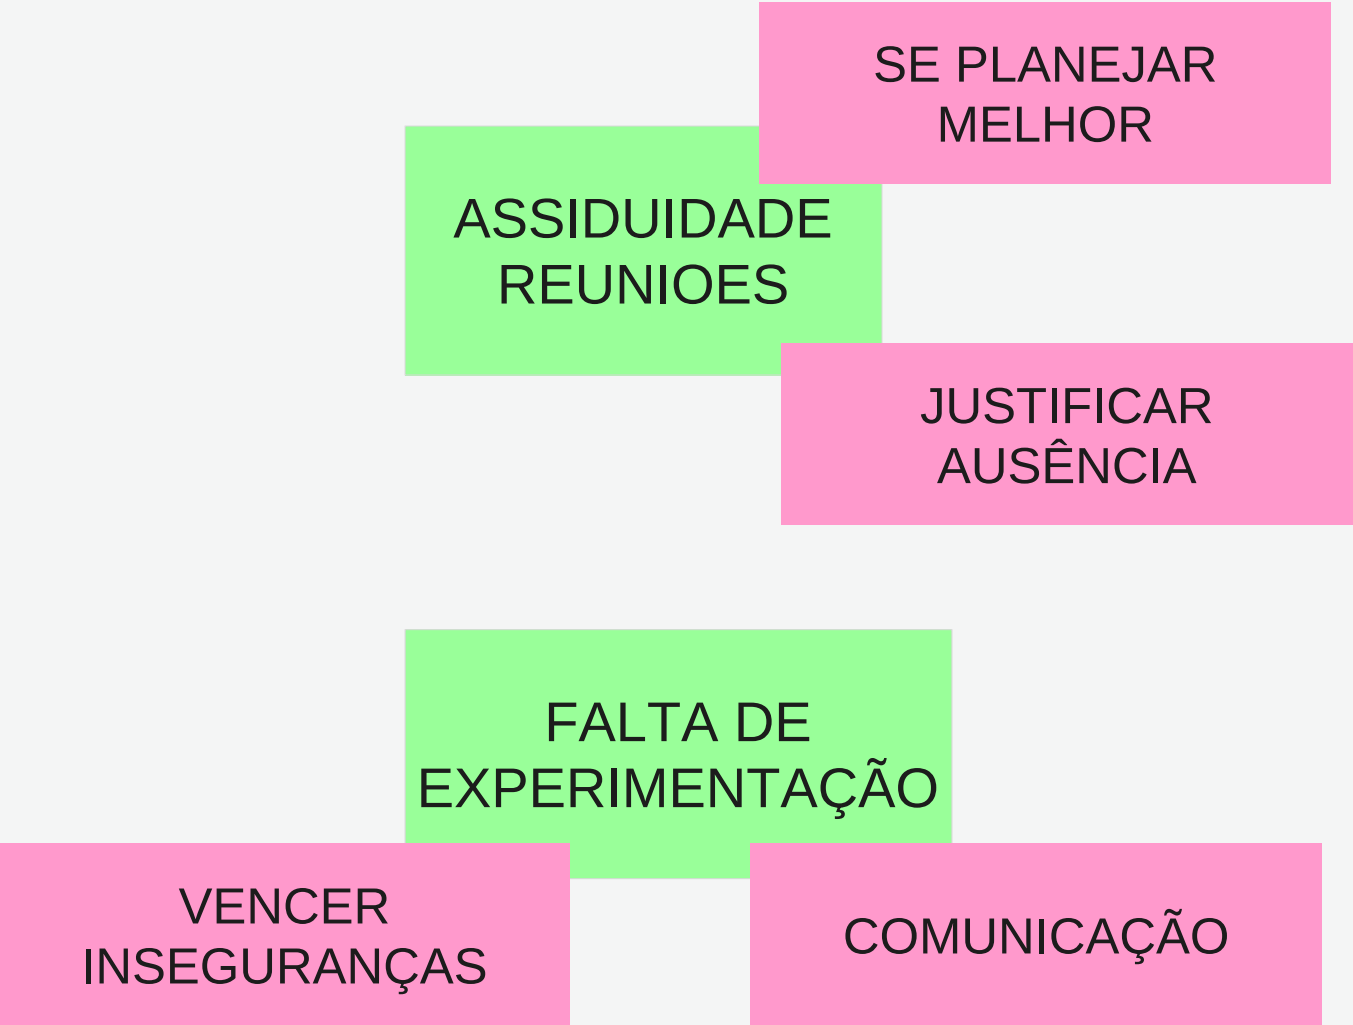 SE PLANEJAR
MELHOR
ASSIDUIDADE
REUNIOES
JUSTIFICAR
AUSÊNCIA
FALTA DE
EXPERIMENTAÇÃO
VENCER
INSEGURANÇAS
COMUNICAÇÃO